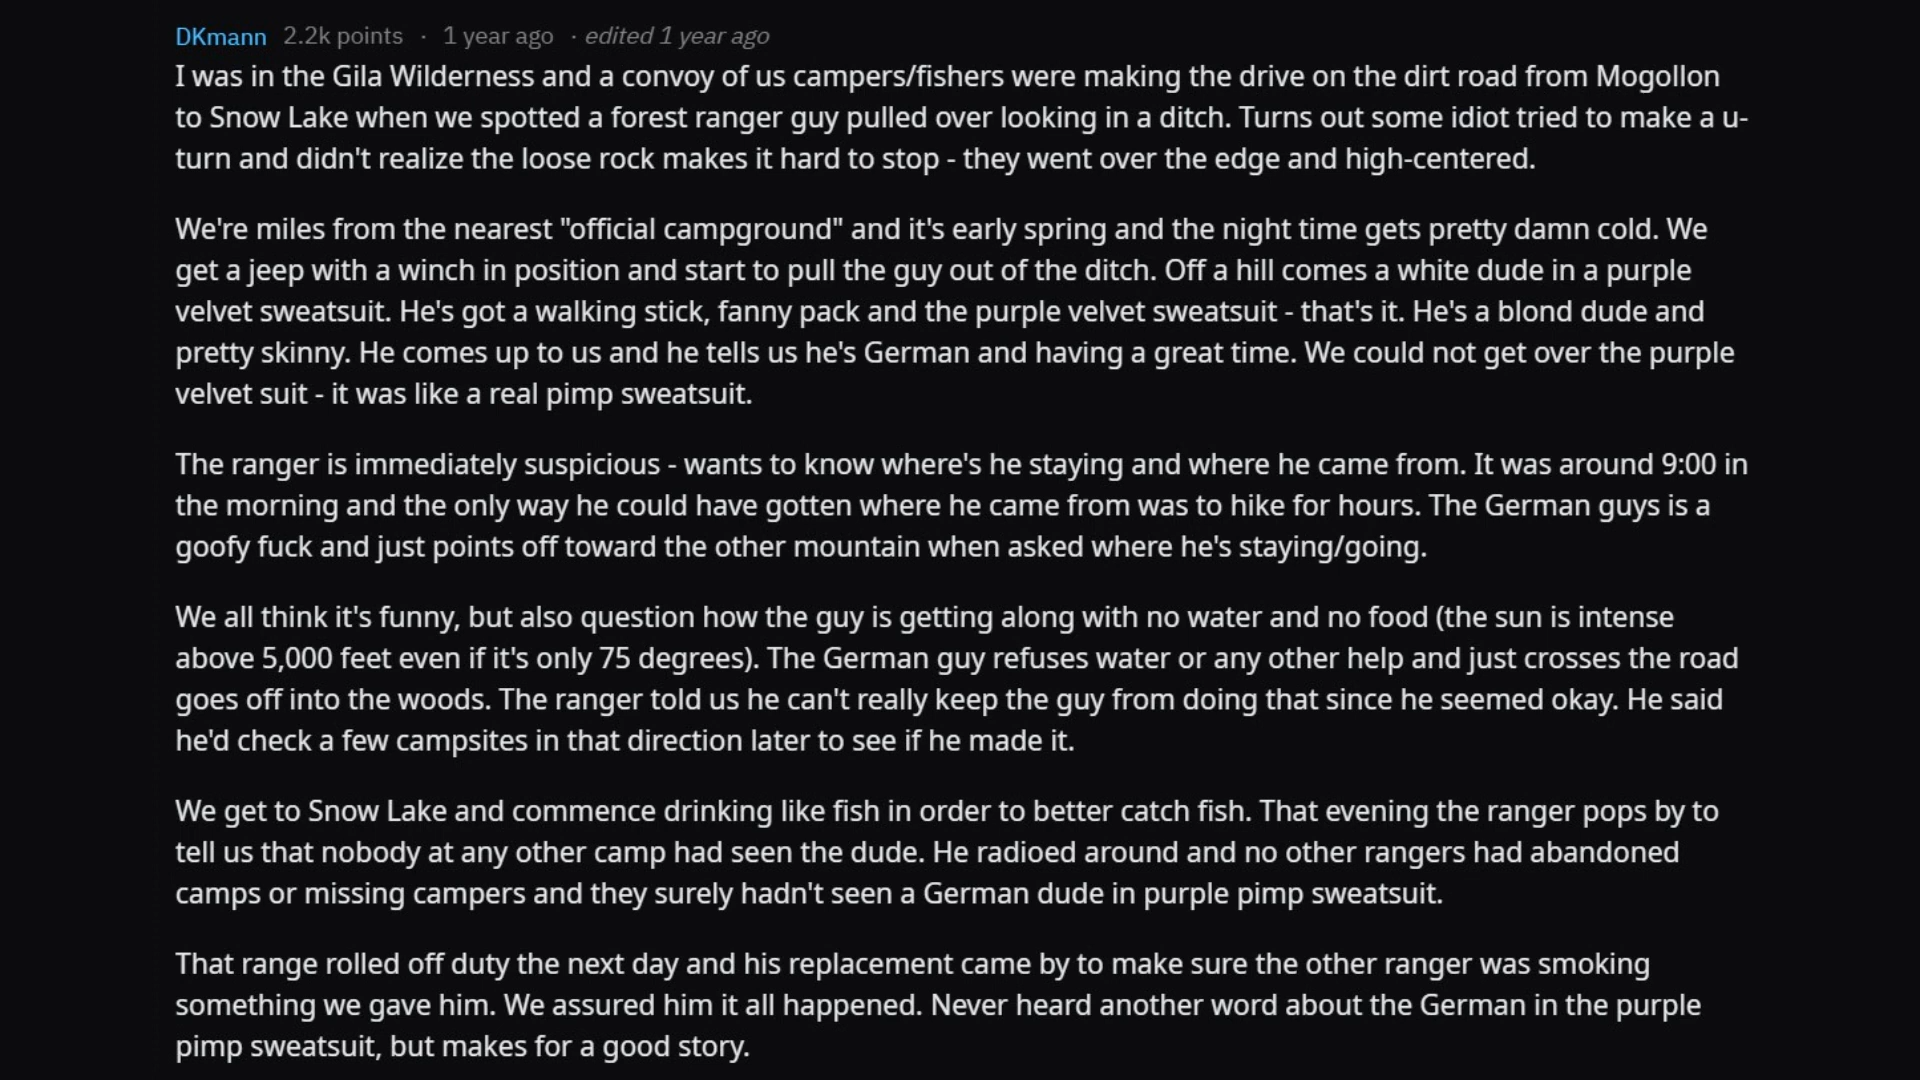 DKmann 2.2k points · 1 year ago · edited 1 year ago
I was in the Gila Wilderness and a convoy of us campers/fishers were making the drive on the dirt road from Mogollon
to Snow Lake when we spotted a forest ranger guy pulled over looking in a ditch. Turns out some idiot tried to make a u-
turn and didn't realize the loose rock makes it hard to stop - they went over the edge and high-centered.
We're miles from the nearest "official campground" and it's early spring and the night time gets pretty damn cold. We
get a jeep with a winch in position and start to pull the guy out of the ditch. Off a hill comes a white dude in a purple
velvet sweatsuit. He's got a walking stick, fanny pack and the purple velvet sweatsuit - that's it. He's a blond dude and
pretty skinny. He comes up to us and he tells us he's German and having a great time. We could not get over the purple
velvet suit - it was like a real pimp sweatsuit.
The ranger is immediately suspicious - wants to know where's he staying and where he came from. It was around 9:00 in
the morning and the only way he could have gotten where he came from was to hike for hours. The German guys is a
goofy fuck and just points off toward the other mountain when asked where he's staying/going.
We all think it's funny, but also question how the guy is getting along with no water and no food (the sun is intense
above 5,000 feet even if it's only 75 degrees). The German guy refuses water or any other help and just crosses the road
goes off into the woods. The ranger told us he can't really keep the guy from doing that since he seemed okay. He said
he'd check a few campsites in that direction later to see if he made it.
We get to Snow Lake and commence drinking like fish in order to better catch fish. That evening the ranger pops by to
tell us that nobody at any other camp had seen the dude. He radioed around and no other rangers had abandoned
camps or missing campers and they surely hadn't seen a German dude in purple pimp sweatsuit.
That range rolled off duty the next day and his replacement came by to make sure the other ranger was smoking
something we gave him. We assured him it all happened. Never heard another word about the German in the purple
pimp sweatsuit, but makes for a good story.